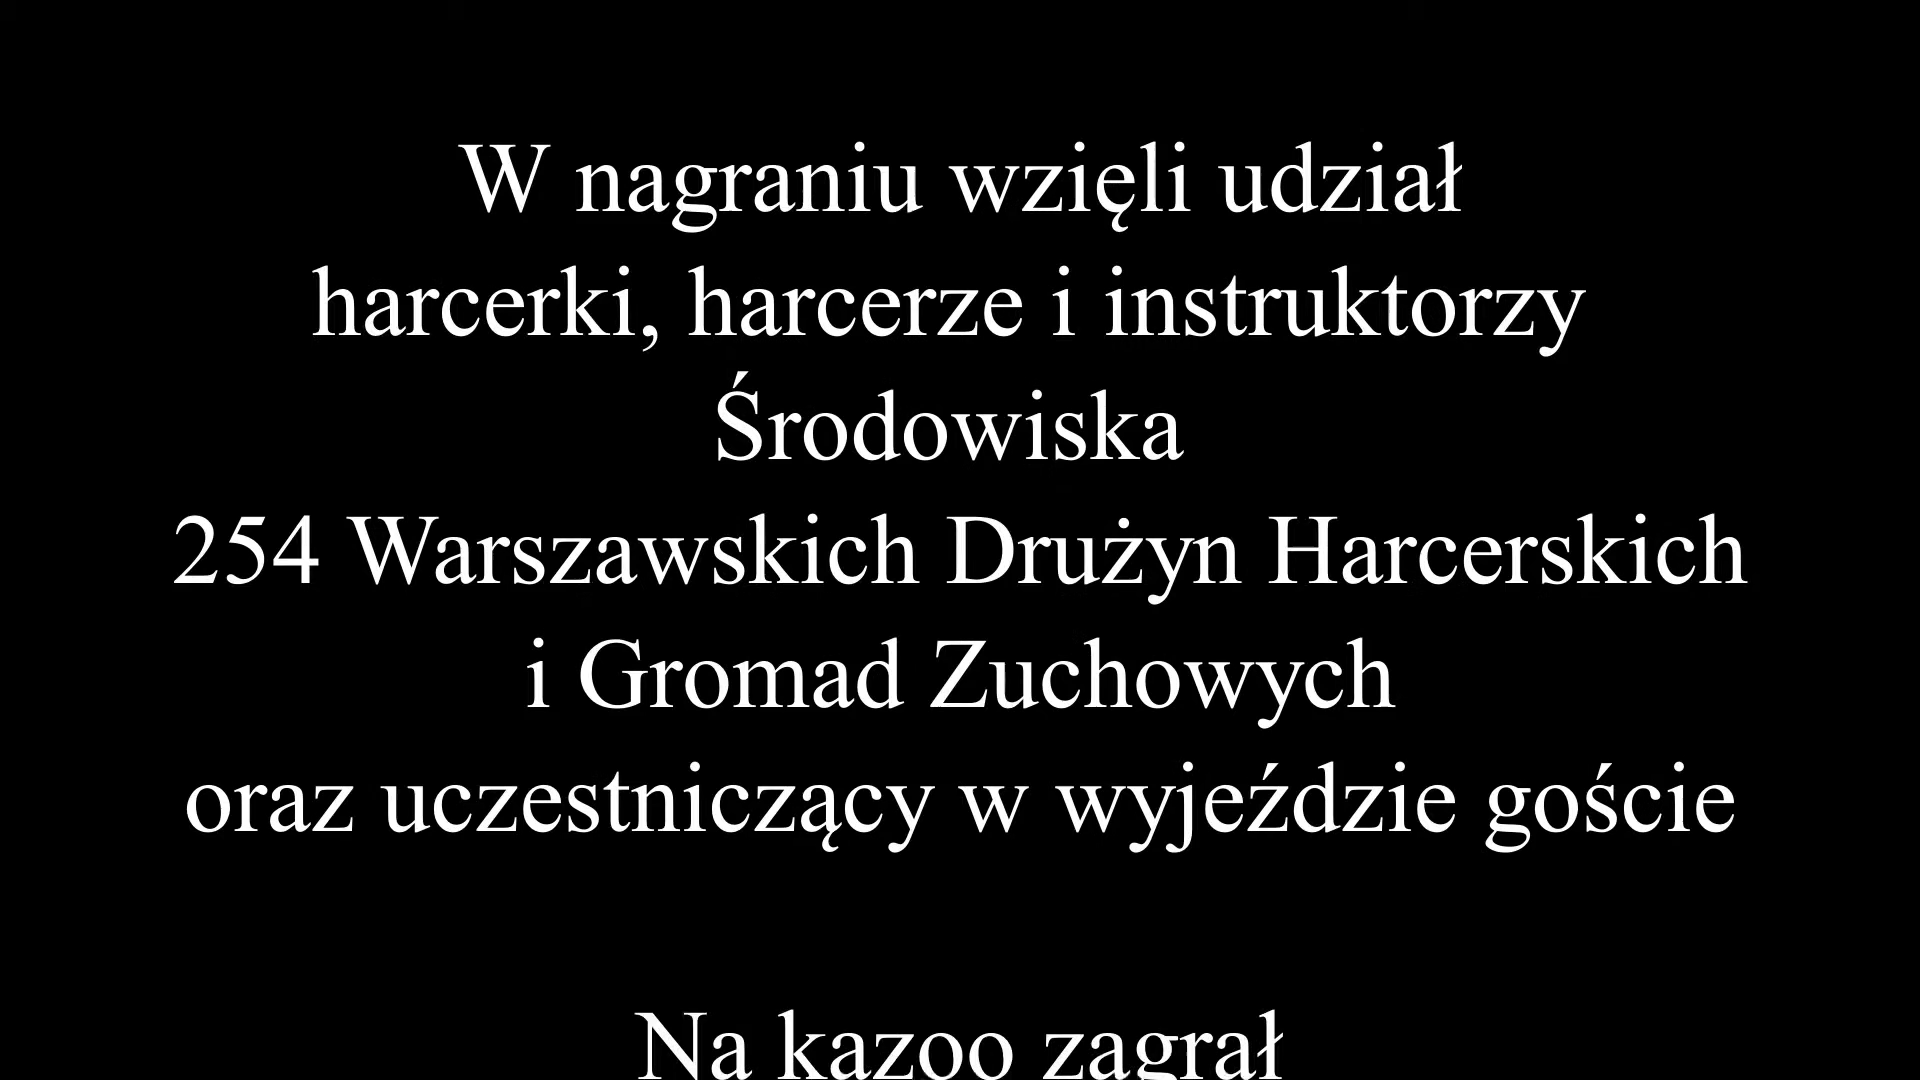 W nagraniu wzięli udział
harcerki, harcerze i instruktorzy
Środowiska
254 Warszawskich Drużyn Harcerskich
i Gromad Zuchowych
oraz uczestniczący w wyjeździe goście
Na kazoo zagrał